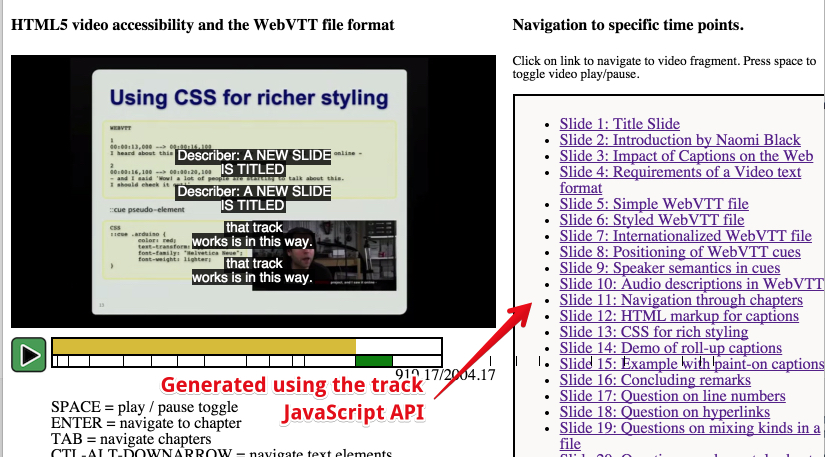 HTML5 video accessibility and the WebVTT file format
Using CSS for richer styling
WEBVTT
1
00:00:13,000 --> 00:00:16,100
I heard about this online -
2
00:00:16,100 --> 00:00:20,100
- and I said 'Wow! a lot of people are starting to talk about this.
I should check it
Describer: A NEW SLIDE
IS TITLED
Describer: A NEW SLIDE
IS TITLED
::cue pseudo-element
CSS
::cue .arduino {
color: red;
text-transform:
font-family: "Helvetica Neue";
font-weight: lighter;
}
that track
works is in this way.
that track
works is in this way.
13
919.17/2004.17
Generated using the track
JavaScript API
SPACE = play / pause toggle
ENTER = navigate to chapter
TAB = navigate chapters
CTL-ALT-DOWNARROW = navigate text elements
Navigation to specific time points.
Click on link to navigate to video fragment. Press space to
toggle video play/pause.
Slide 1: Title Slide
Slide 2: Introduction by Naomi Black
Slide 3: Impact of Captions on the Web
Slide 4: Requirements of a Video text
format
Slide 5: Simple WebVTT file
Slide 6: Styled WebVTT file
Slide 7: Internationalized WebVTT file
Slide 8: Positioning of WebVTT cues
Slide 9: Speaker semantics in cues
Slide 10: Audio descriptions in WebVTT
Slide 11: Navigation through chapters
Slide 12: HTML markup for captions
Slide 13: CSS for rich styling
Slide 14: Demo of roll-up captions
Slide 15: Example with paint-on captions
Slide 16: Concluding remarks
Slide 17: Question on line numbers
Slide 18: Question on hyperlinks
Slide 19: Questions on mixing kinds in a
file